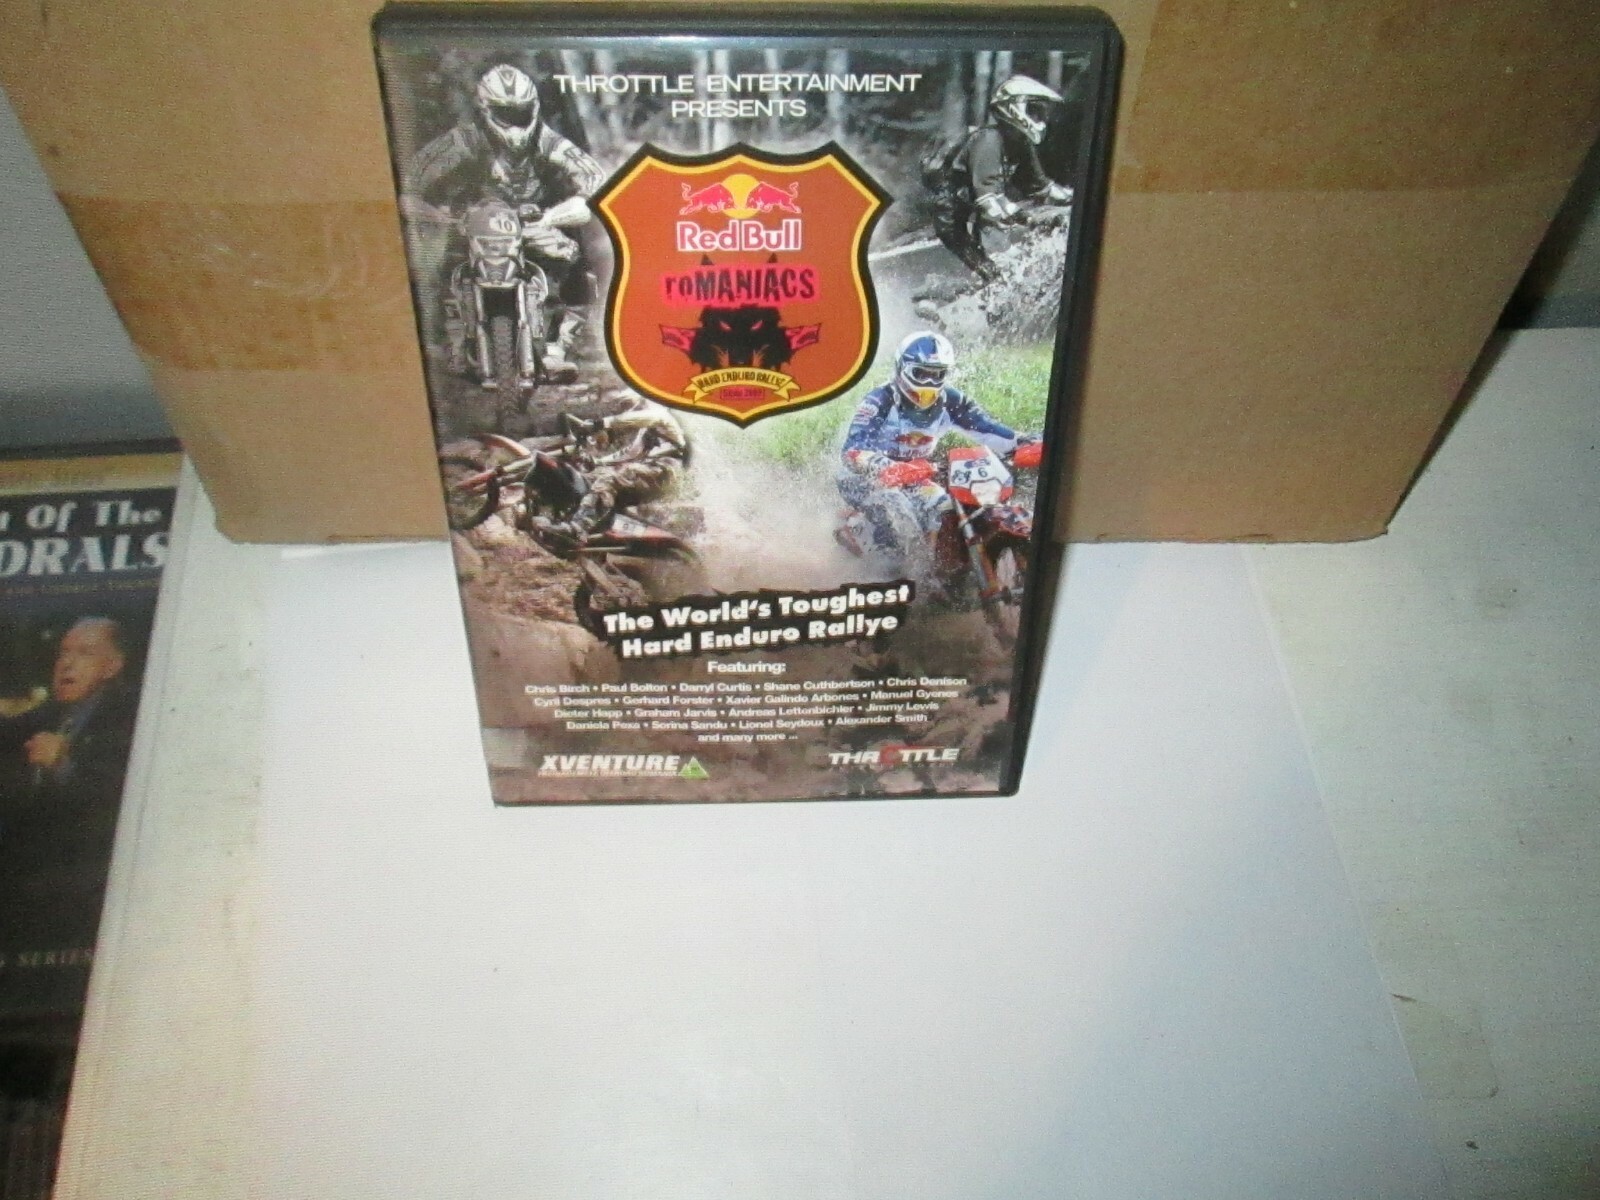 THROTTLE ENTERTAINMENT
PRESENTS
10
Red Bull
roMANIACS
HARD ENDURO RALLYE
6
The World's Toughest
Hard Enduro Rallye
Featuring:
Chris Birch • Paul Bolton • Darryl Curtis • Shane Cuthbertson • Chris Denison
Cyril Despres • Gerhard Forster • Xavier Galindo Arbones • Manuel Gyenes
Dieter Happ • Graham Jarvis • Andreas Lettenbichler • Jimmy Lewis
Daniela Pexa • Sorina Sandu • Lionel Seydoux • Alexander Smith
and many more ...
XVENTURE
THROTTLE
Of The
ORALS
SERIES